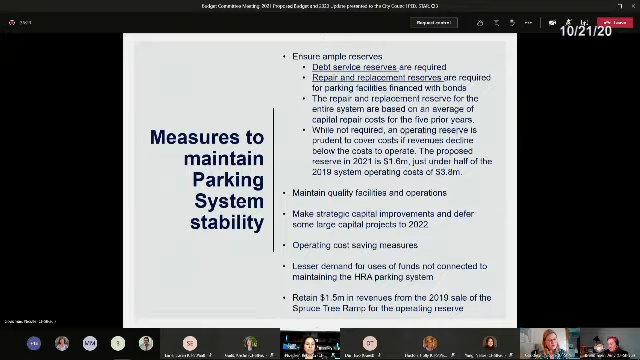 Budget Committee Meeting: 2021 Proposed Budget and 2020 Update presented to the City Council
Request control
Leave
10/21/20
Measures to
maintain
Parking
System
stability
• Ensure ample reserves
• Debt service reserves are required
• Repair and replacement reserves are required
for parking facilities financed with bonds
• The repair and replacement reserve for the
entire system are based on an average of
capital repair costs for the five prior years.
• While not required, an operating reserve is
prudent to cover costs if revenues decline
below the costs to operate. The proposed
reserve in 2021 is $1.6m, just under half of the
2019 system operating costs of $3.8m.
• Maintain quality facilities and operations
• Make strategic capital improvements and defer
some large capital projects to 2022
• Operating cost saving measures
• Lesser demand for uses of funds not connected to
maintaining the HRA parking system
• Retain $1.5m in revenues from the 2019 sale of the
Spruce Tree Ramp for the operating reserve
MM
SE
DT